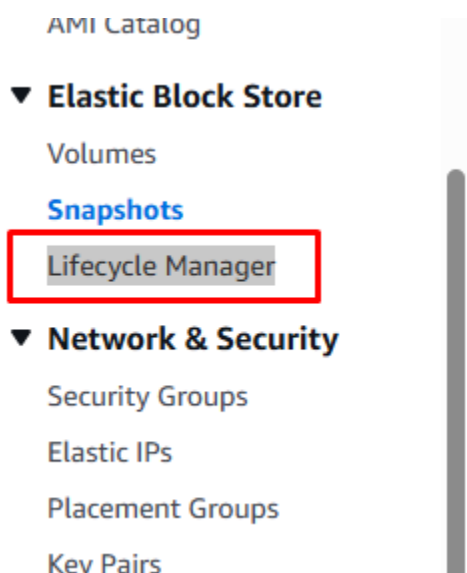 AMI Catalog
Elastic Block Store
Volumes
Snapshots
Lifecycle Manager
Network & Security
Security Groups
Elastic IPs
Placement Groups
Key Pairs